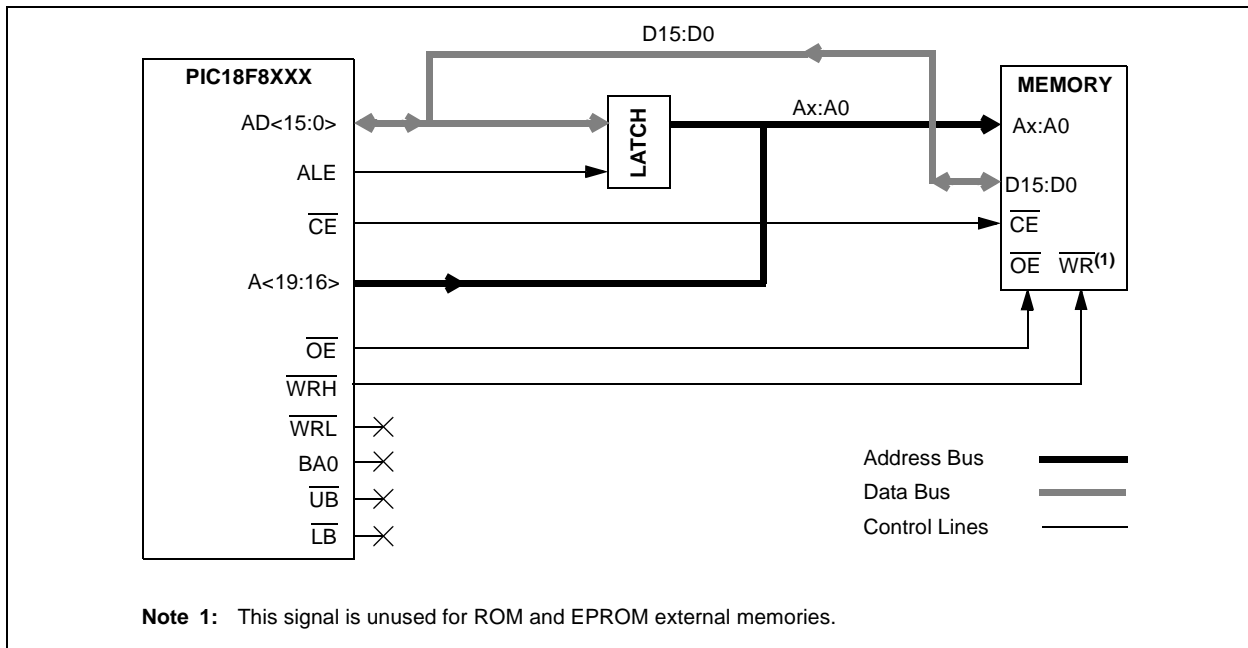 D15:D0
PIC18F8XXX
AD<15:0>
ALE
CE
A<19:16>
OE
WRH
WRL
BA0
UB
LB
LATCH
Ax:A0
MEMORY
Ax:A0
D15:D0
CE
OE WR(1)
Address Bus
Data Bus
Control Lines
Note 1: This signal is unused for ROM and EPROM external memories.